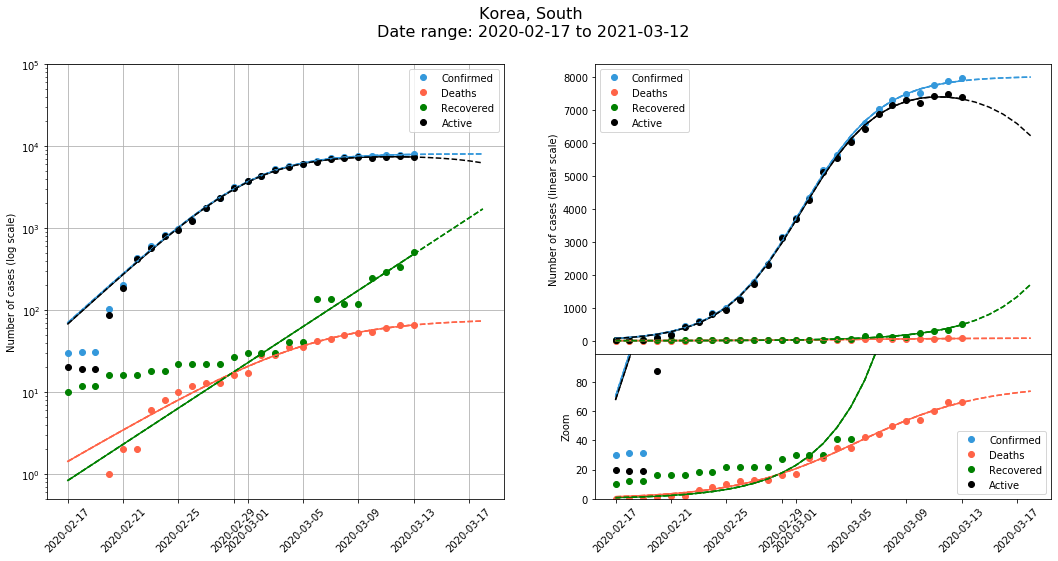 Korea, South
Date range: 2020-02-17 to 2021-03-12
Number of cases (log scale)
10⁵
10⁴
10³
10²
10¹
10⁰
Confirmed
Deaths
Recovered
Active
2020-02-17
2020-02-21
2020-02-25
2020-02-29
2020-03-01
2020-03-05
2020-03-09
2020-03-13
2020-03-17
Number of cases (linear scale)
8000
7000
6000
5000
4000
3000
2000
1000
0
Confirmed
Deaths
Recovered
Active
Zoom
80
60
40
20
0
Confirmed
Deaths
Recovered
Active
2020-02-17
2020-02-21
2020-02-25
2020-02-29
2020-03-01
2020-03-05
2020-03-09
2020-03-13
2020-03-17